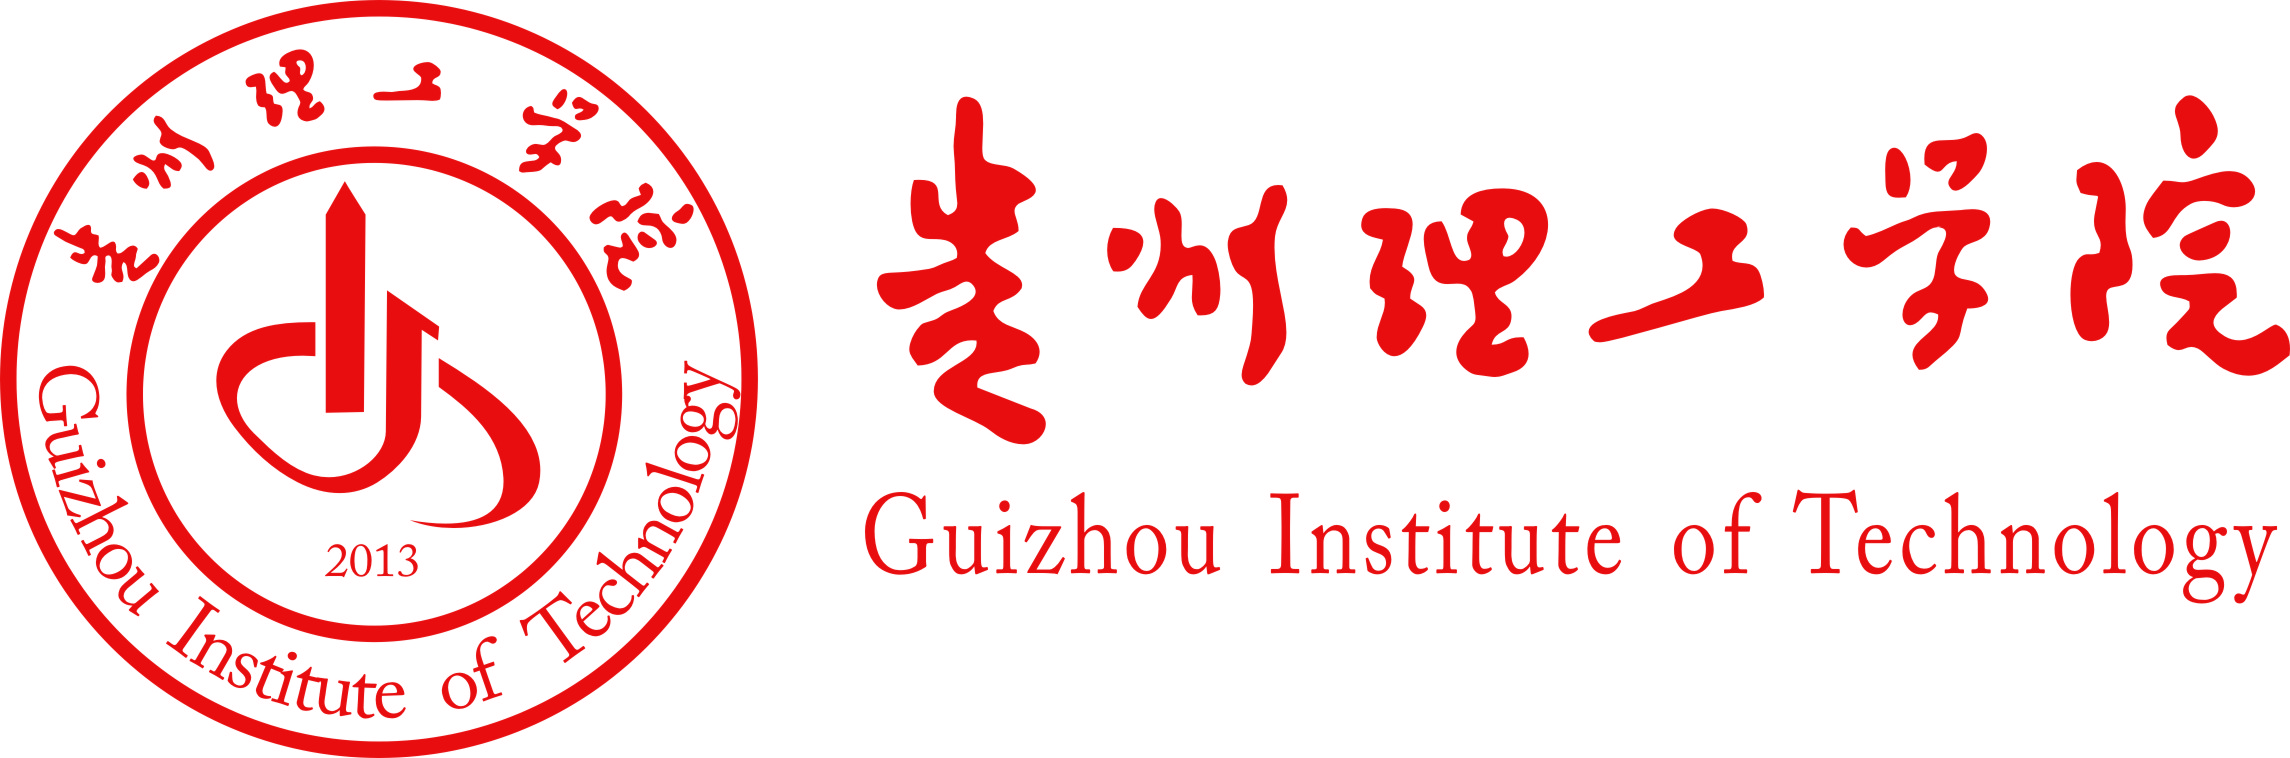 贵州理工学院
2013
Guizhou Institute of Technology
贵州理工学院
Guizhou Institute of Technology